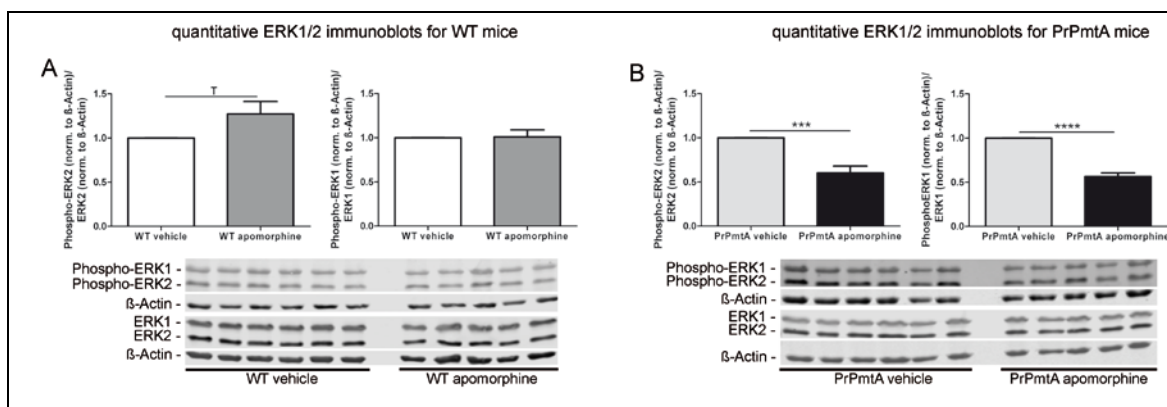 quantitative ERK1/2 immunoblots for WT mice
A
Phospho-ERK2 (norm. to ß-Actin)/
ERK2 (norm. to ß-Actin)
1.5
1.0
0.5
0.0
T
WT vehicle WT apomorphine
Phospho-ERK1 (norm. to ß-Actin)/
ERK1 (norm. to ß-Actin)
1.5
1.0
0.5
0.0
WT vehicle WT apomorphine
Phospho-ERK1 -
Phospho-ERK2 -
ß-Actin -
ERK1 -
ERK2 -
ß-Actin -
WT vehicle WT apomorphine
quantitative ERK1/2 immunoblots for PrPmtA mice
B
Phospho-ERK2 (norm. to ß-Actin)/
ERK2 (norm. to ß-Actin)
1.5
1.0
0.5
0.0
***
PrPmtA vehicle PrPmtA apomorphine
PhosphoERK1 (norm. to ß-Actin)/
ERK1 (norm. to ß-Actin)
1.5
1.0
0.5
0.0
****
PrPmtA vehicle PrPmtA apomorphine
Phospho-ERK1 -
Phospho-ERK2 -
ß-Actin -
ERK1 -
ERK2 -
ß-Actin -
PrPmtA vehicle PrPmtA apomorphine